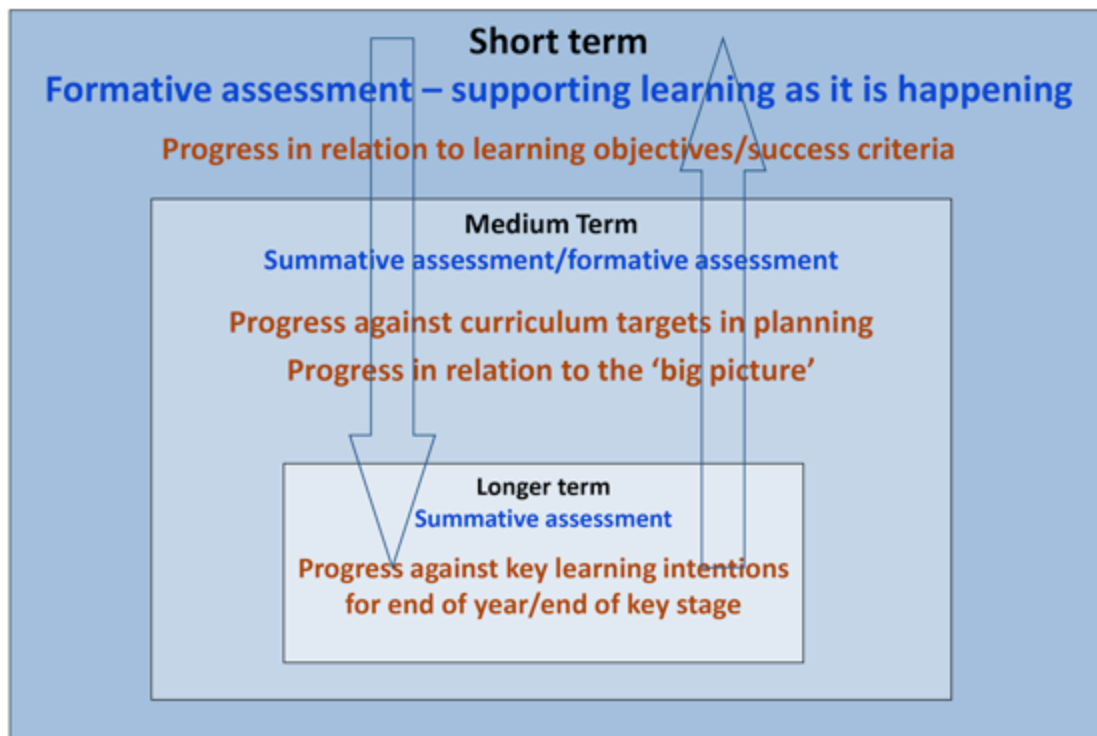 Short term
Formative assessment – supporting learning as it is happening
Progress in relation to learning objectives/success criteria
Medium Term
Summative assessment/formative assessment
Progress against curriculum targets in planning
Progress in relation to the ‘big picture’
Longer term
Summative assessment
Progress against key learning intentions
for end of year/end of key stage